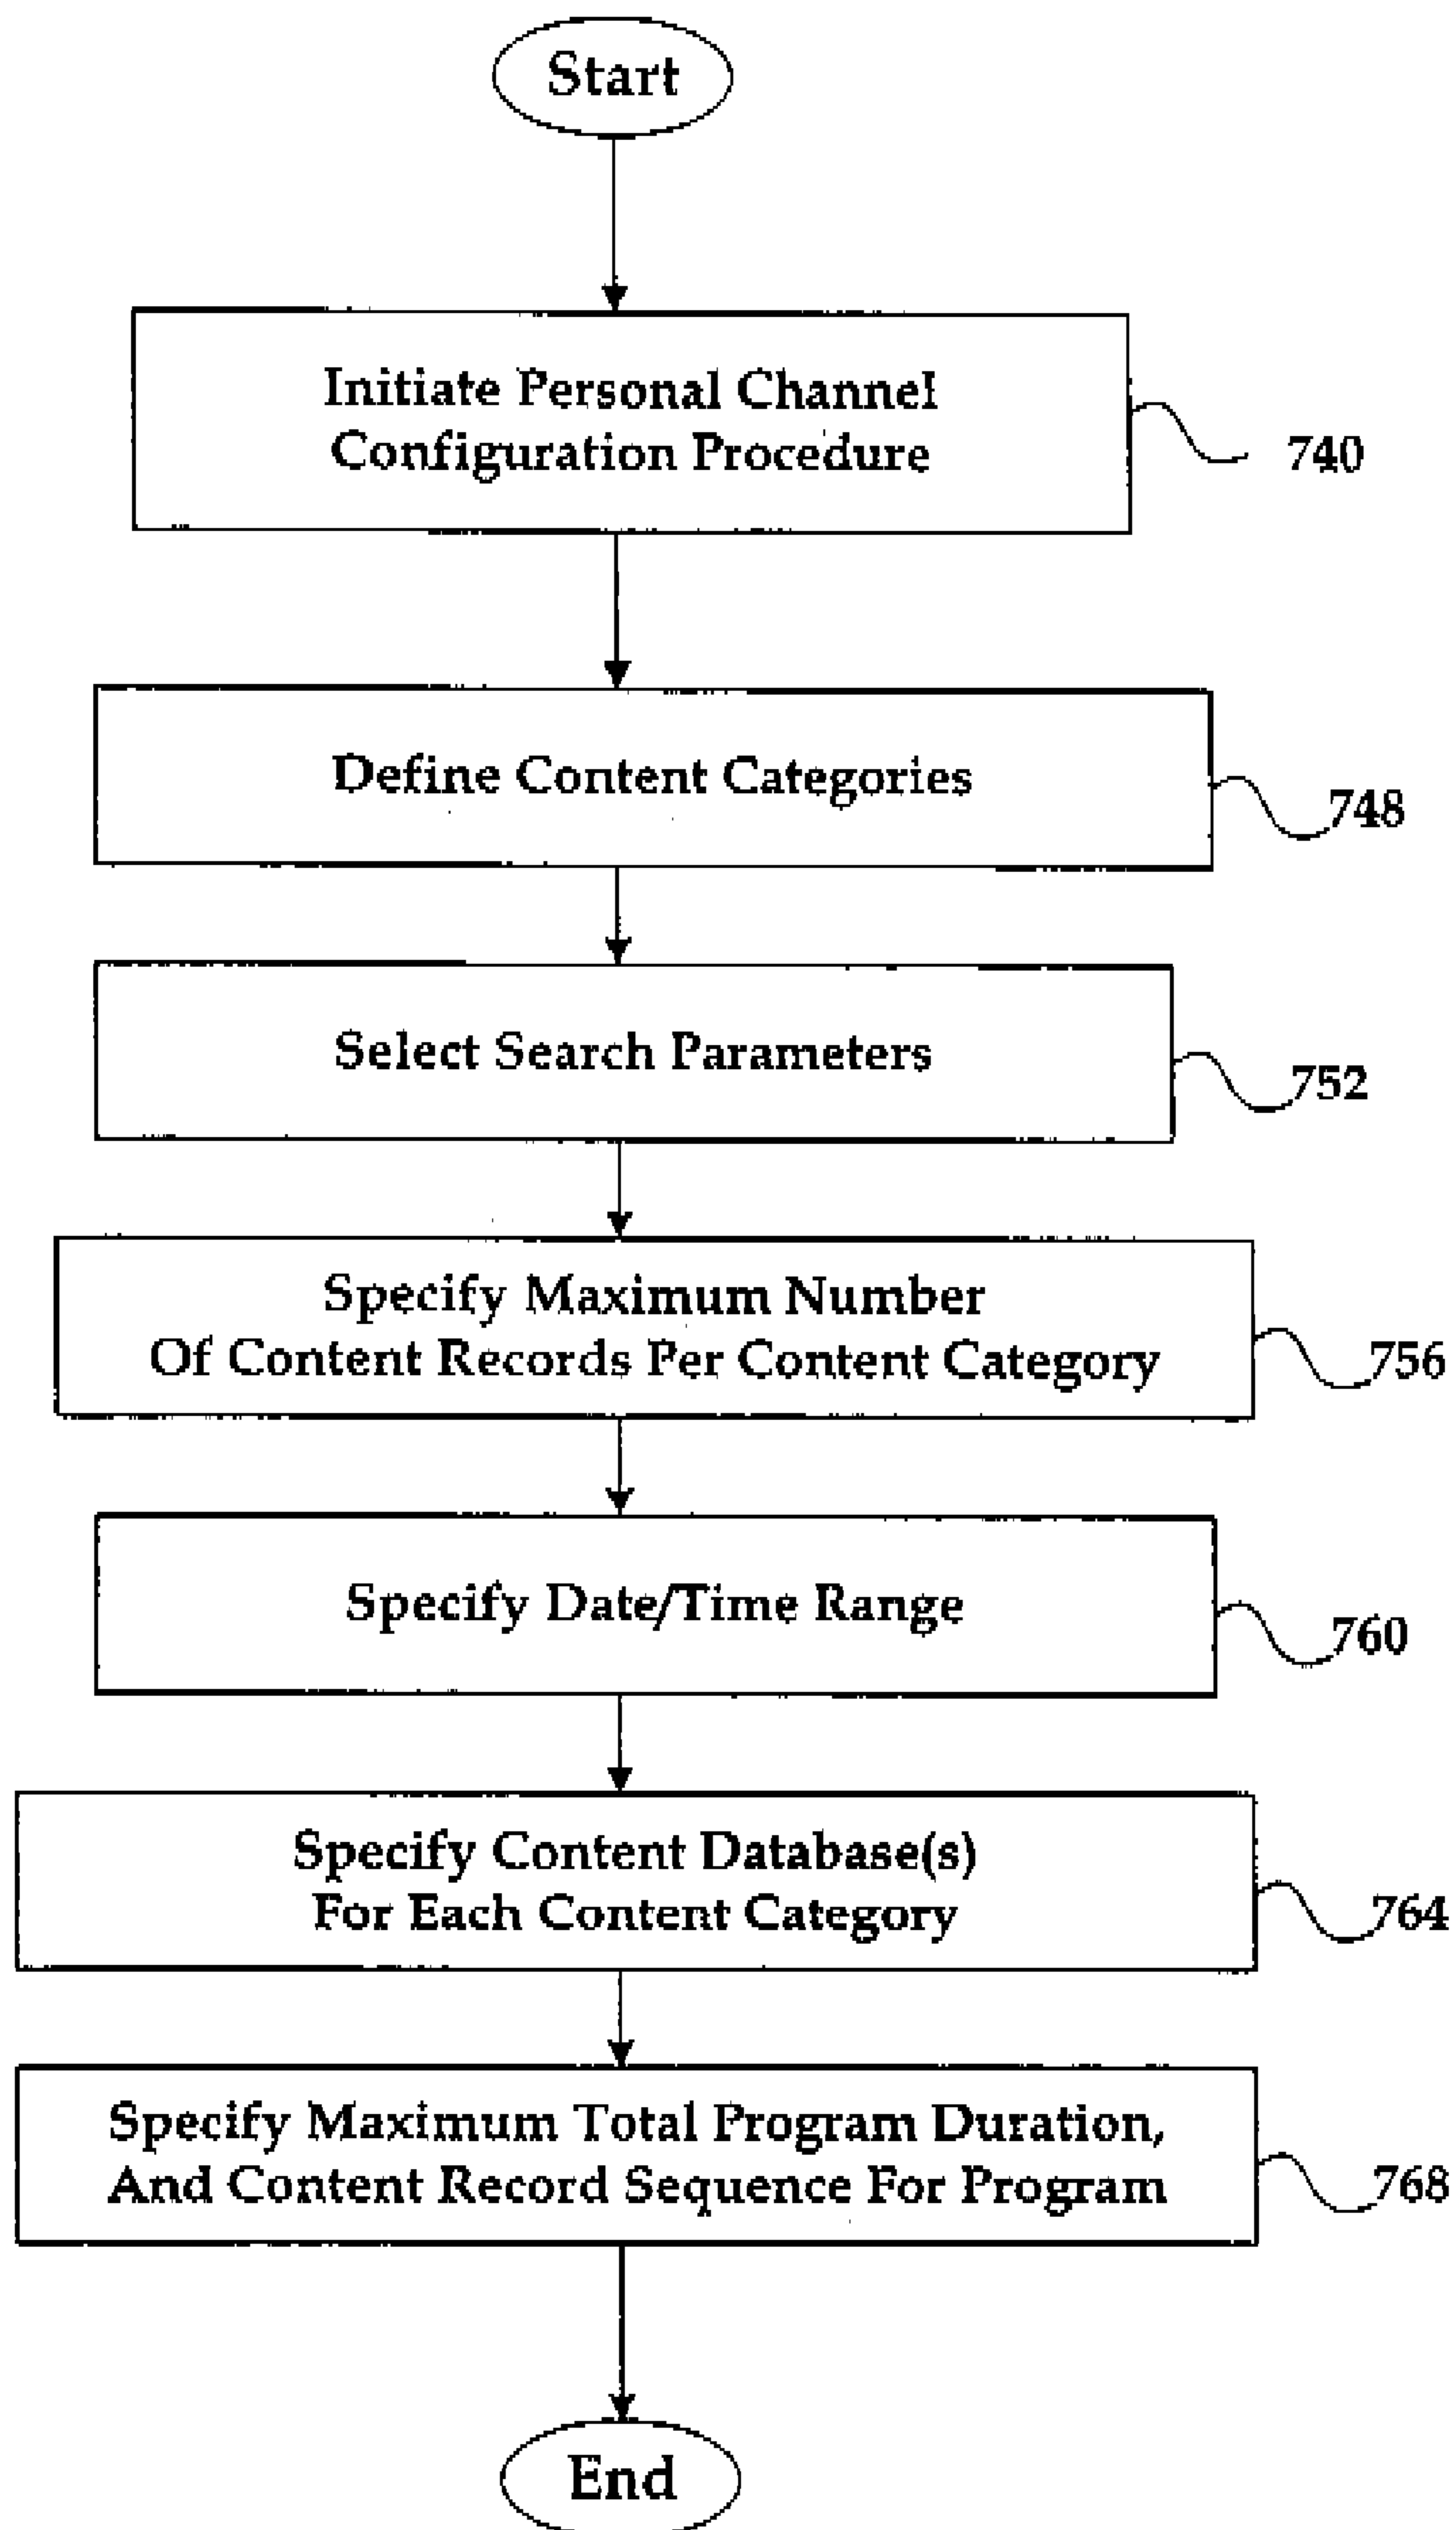 Start
Initiate Personal Channel
Configuration Procedure
740
Define Content Categories
748
Select Search Parameters
752
Specify Maximum Number
Of Content Records Per Content Category
756
Specify Date/Time Range
760
Specify Content Database(s)
For Each Content Category
764
Specify Maximum Total Program Duration,
And Content Record Sequence For Program
768
End